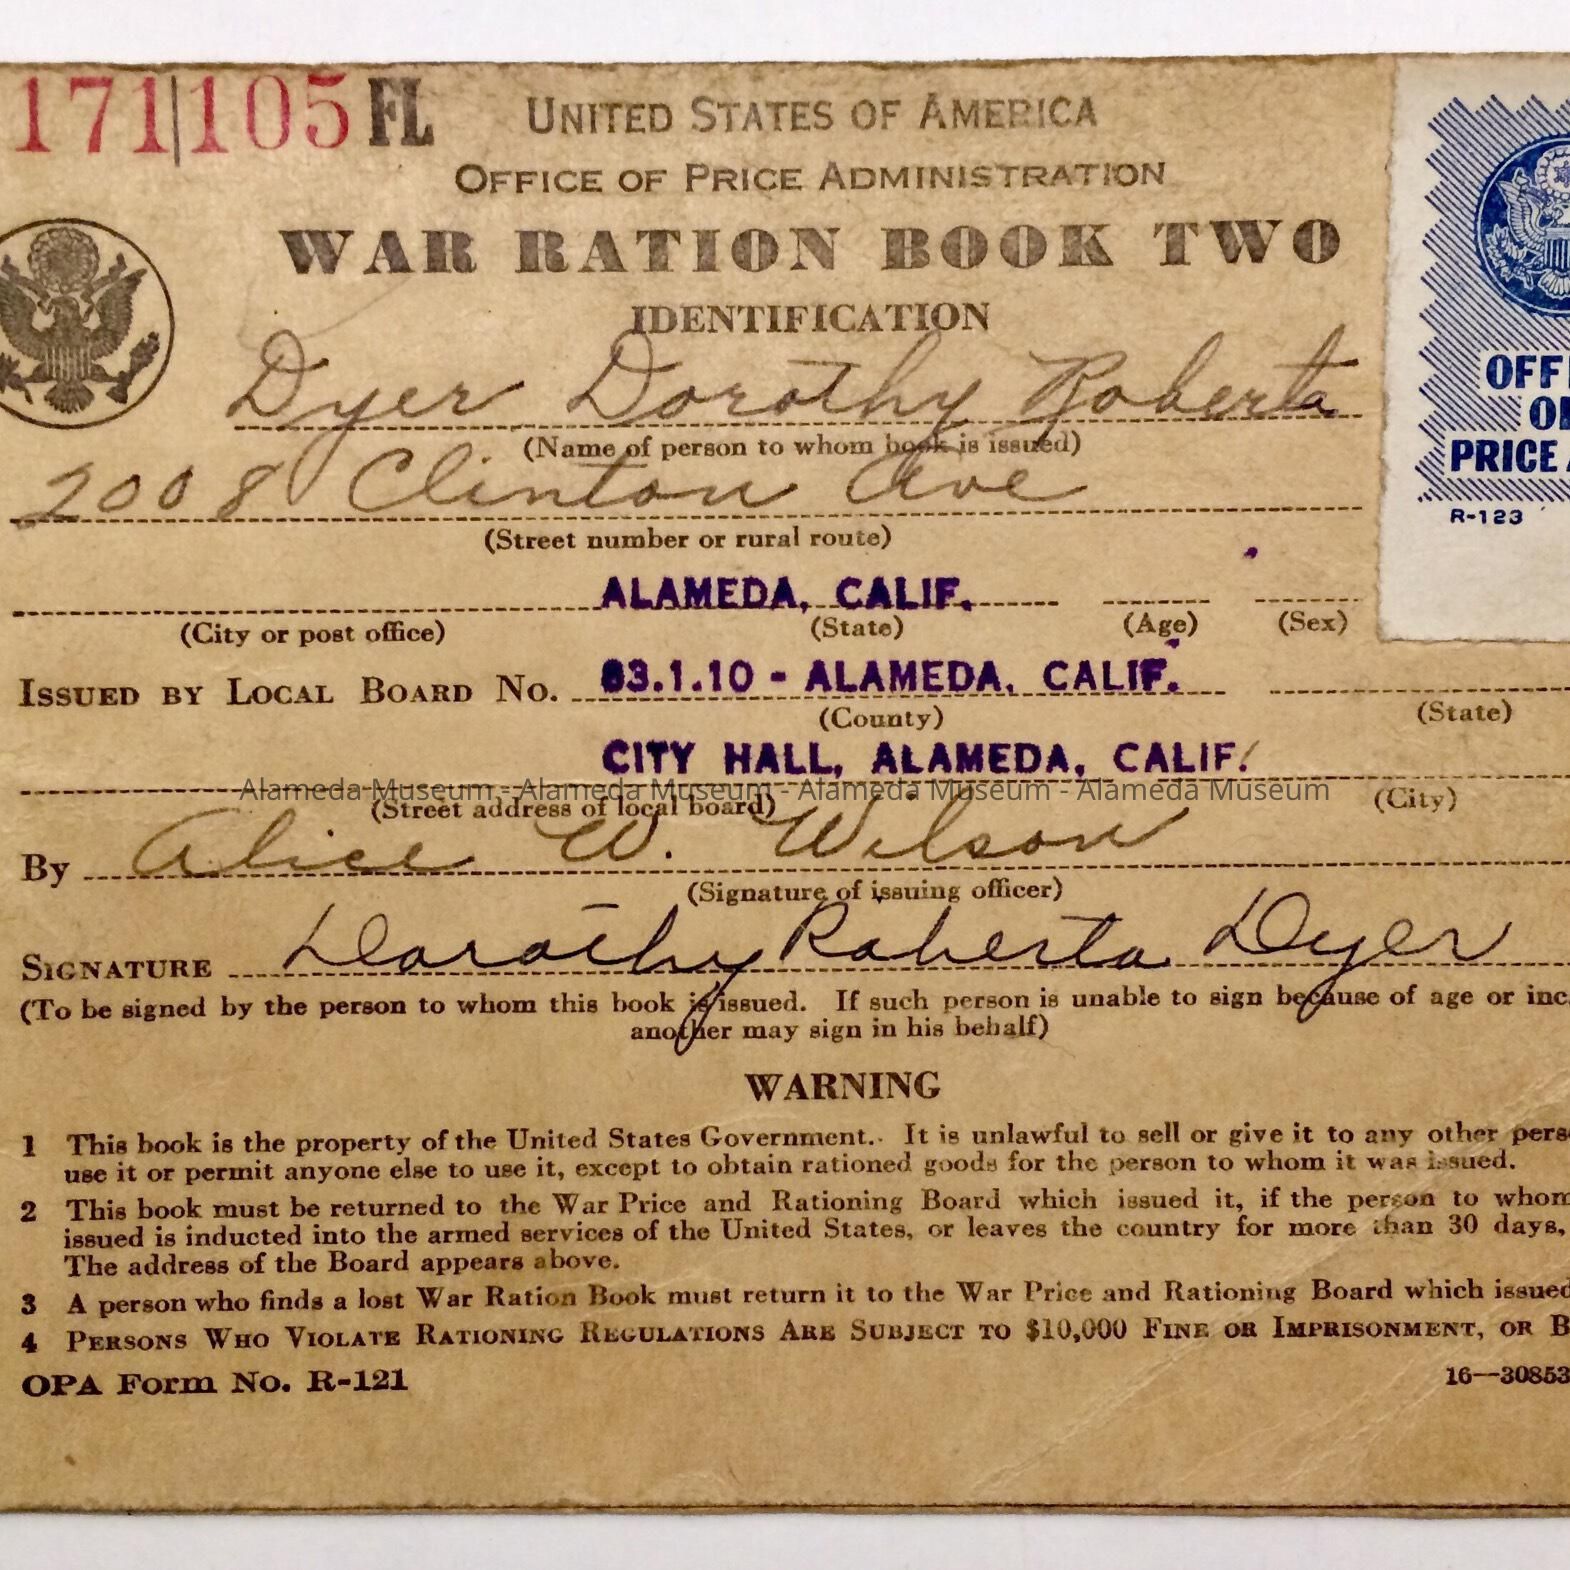 171 105 FL
UNITED STATES OF AMERICA
OFFICE OF PRICE ADMINISTRATION
WAR RATION BOOK TWO
IDENTIFICATION
OFF
OF
PRICE A
R-123
Dyer Dorothy Roberta
(Name of person to whom book is issued)
2008 Clinton Ave
(Street number or rural route)
ALAMEDA, CALIF.
(City or post office) (State) (Age) (Sex)
ISSUED BY LOCAL BOARD NO. 83.1.10 - ALAMEDA, CALIF.
(County) (State)
CITY HALL, ALAMEDA, CALIF.
Alameda Museum - Alameda Museum - Alameda Museum - Alameda Museum
(Street address of local board) (City)
By Alice W. Wilson
(Signature of issuing officer)
SIGNATURE Dorothy Roberta Dyer
(To be signed by the person to whom this book is issued. If such person is unable to sign because of age or inc
another may sign in his behalf)
WARNING
1 This book is the property of the United States Government. It is unlawful to sell or give it to any other pers
use it or permit anyone else to use it, except to obtain rationed goods for the person to whom it was issued.
2 This book must be returned to the War Price and Rationing Board which issued it, if the person to whom
issued is inducted into the armed services of the United States, or leaves the country for more than 30 days,
The address of the Board appears above.
3 A person who finds a lost War Ration Book must return it to the War Price and Rationing Board which issued
4 PERSONS WHO VIOLATE RATIONING REGULATIONS ARE SUBJECT TO $10,000 FINE OR IMPRISONMENT, OR B
OPA Form No. R-121 16—30853